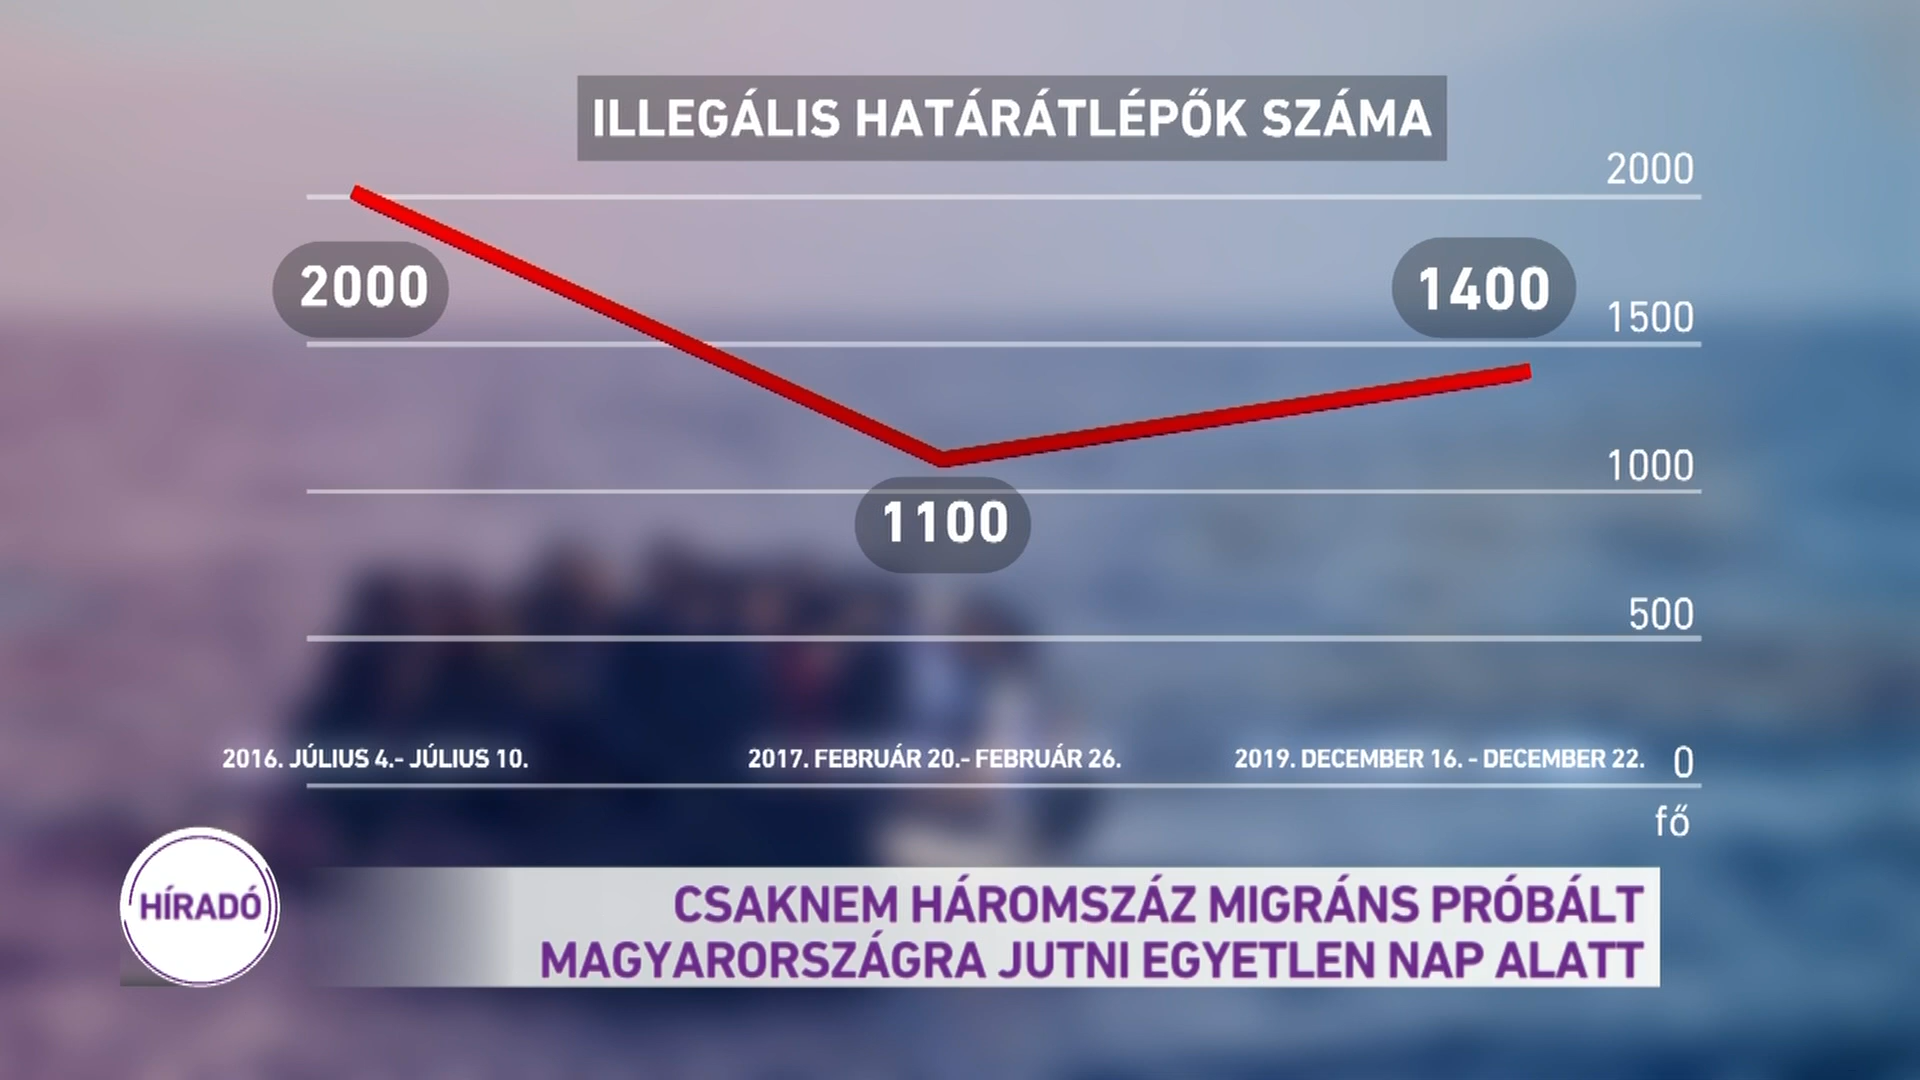 ILLEGÁLIS HATÁRÁTLÉPŐK SZÁMA
2000
2000
1400
1500
1000
1100
500
2016. JÚLIUS 4.- JÚLIUS 10.
2017. FEBRUÁR 20.- FEBRUÁR 26.
2019. DECEMBER 16. - DECEMBER 22.
0
fő
HÍRADÓ
CSAKNEM HÁROMSZÁZ MIGRÁNS PRÓBÁLT
MAGYARORSZÁGRA JUTNI EGYETLEN NAP ALATT